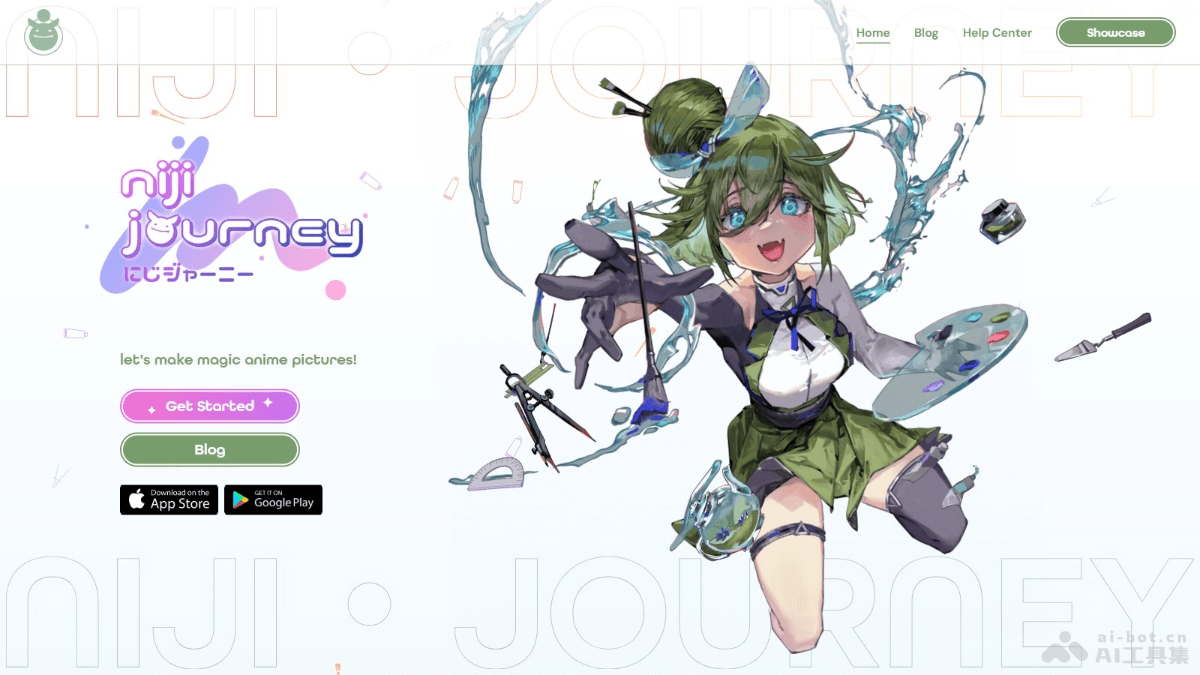 Home Blog Help Center Showcase
NIJI • JOURNEY
niji
journey
にじジャーニー
let's make magic anime pictures!
Get Started
Blog
Download on the
App Store
GET IT ON
Google Play
NIJI • JOURNEY
ai-bot.cn
AI工具集